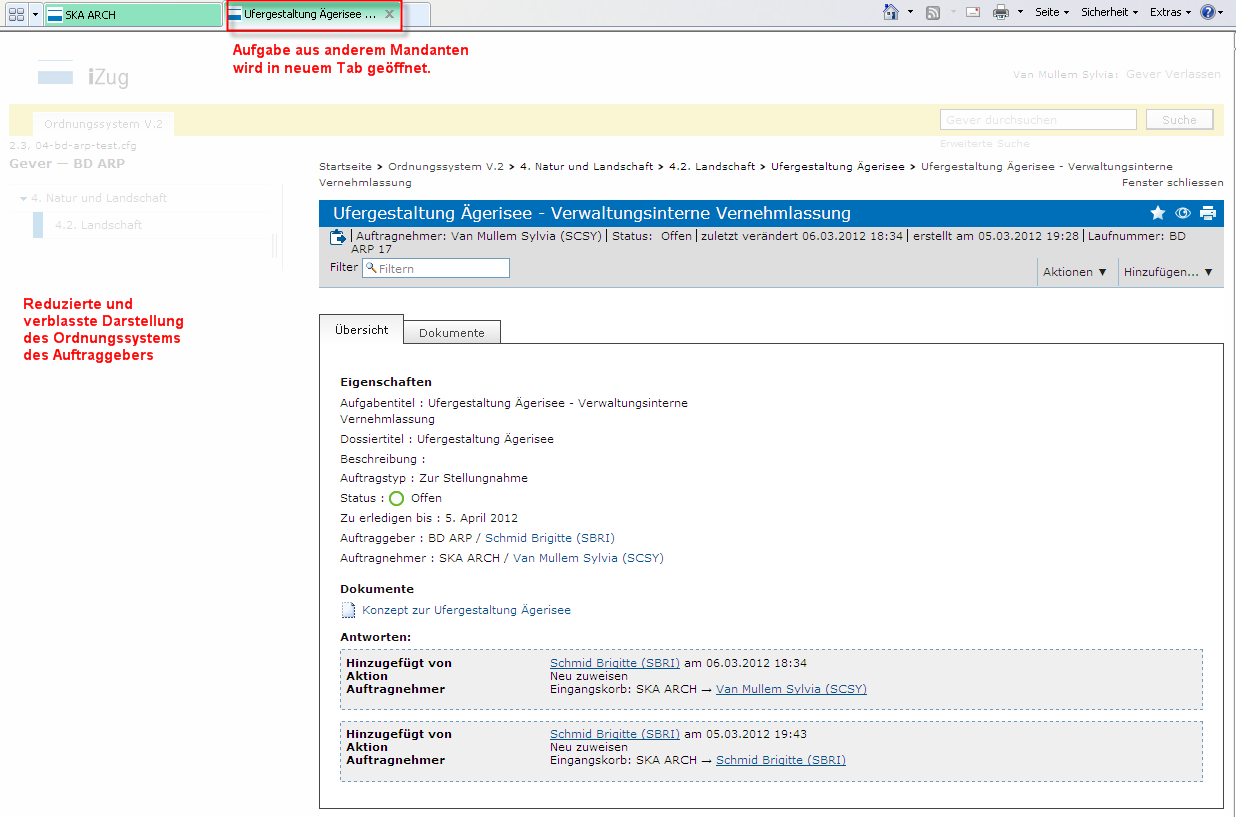 SKA ARCH
Ufergestaltung Ägerisee ...
Seite
Sicherheit
Extras
Aufgabe aus anderem Mandanten
wird in neuem Tab geöffnet.
iZug
Van Mullem Sylvia: Gever Verlassen
Ordnungssystem V.2
Gever durchsuchen
Suche
Erweiterte Suche
2.3. 04-bd-arp-test.cfg
Gever — BD ARP
4. Natur und Landschaft
4.2. Landschaft
Reduzierte und
verblasste Darstellung
des Ordnungssystems
des Auftraggebers
Startseite > Ordnungssystem V.2 > 4. Natur und Landschaft > 4.2. Landschaft > Ufergestaltung Ägerisee > Ufergestaltung Ägerisee - Verwaltungsinterne
Vernehmlassung
Fenster schliessen
Ufergestaltung Ägerisee - Verwaltungsinterne Vernehmlassung
Auftragnehmer: Van Mullem Sylvia (SCSY) | Status: Offen | zuletzt verändert 06.03.2012 18:34 | erstellt am 05.03.2012 19:28 | Laufnummer: BD
ARP 17
Filter Filtern
Aktionen ▼ Hinzufügen... ▼
Übersicht Dokumente
Eigenschaften
Aufgabentitel : Ufergestaltung Ägerisee - Verwaltungsinterne
Vernehmlassung
Dossiertitel : Ufergestaltung Ägerisee
Beschreibung :
Auftragstyp : Zur Stellungnahme
Status : Offen
Zu erledigen bis : 5. April 2012
Auftraggeber : BD ARP / Schmid Brigitte (SBRI)
Auftragnehmer : SKA ARCH / Van Mullem Sylvia (SCSY)
Dokumente
Konzept zur Ufergestaltung Ägerisee
Antworten:
Hinzugefügt von Schmid Brigitte (SBRI) am 06.03.2012 18:34
Aktion Neu zuweisen
Auftragnehmer Eingangskorb: SKA ARCH → Van Mullem Sylvia (SCSY)
Hinzugefügt von Schmid Brigitte (SBRI) am 05.03.2012 19:43
Aktion Neu zuweisen
Auftragnehmer Eingangskorb: SKA ARCH → Schmid Brigitte (SBRI)